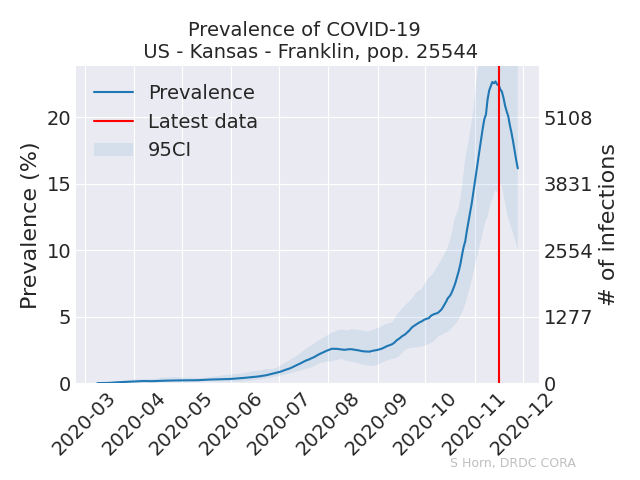 Prevalence of COVID-19
US - Kansas - Franklin, pop. 25544
Prevalence
Latest data
95CI
Prevalence (%)
20
15
10
5
0
5108
3831
2554
1277
0
# of infections
2020-03
2020-04
2020-05
2020-06
2020-07
2020-08
2020-09
2020-10
2020-11
2020-12
S Horn, DRDC CORA